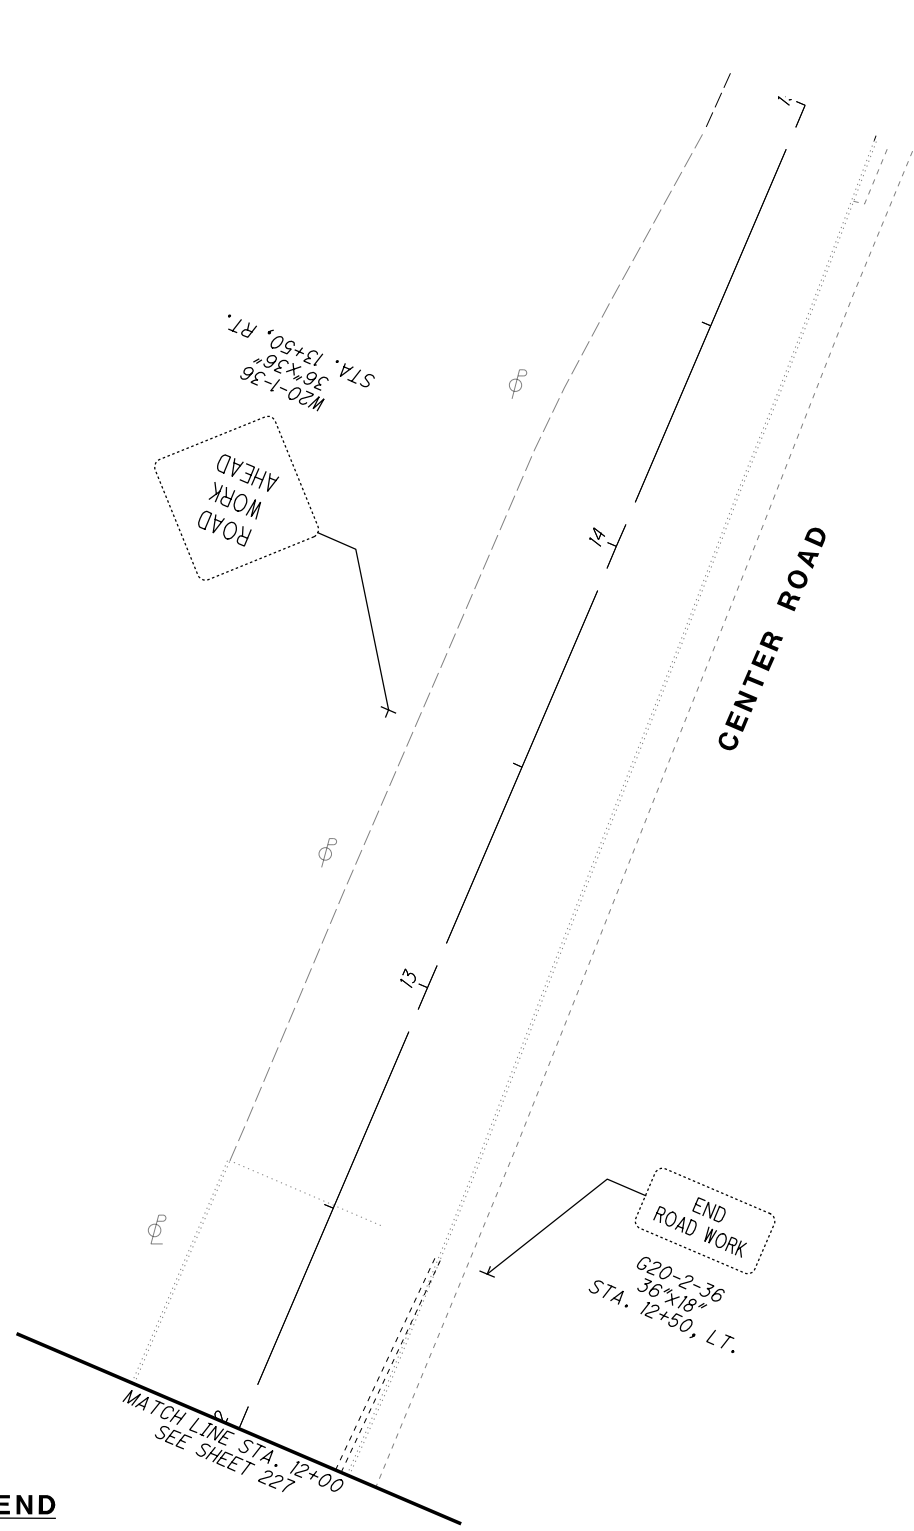 STA. 13+50, RT.
36"x36"
W20-1-36
ROAD
WORK
AHEAD
14
CENTER ROAD
13
END
ROAD WORK
G20-2-36
36"x18"
STA. 12+50, LT.
MATCH LINE STA. 12+00
SEE SHEET 227